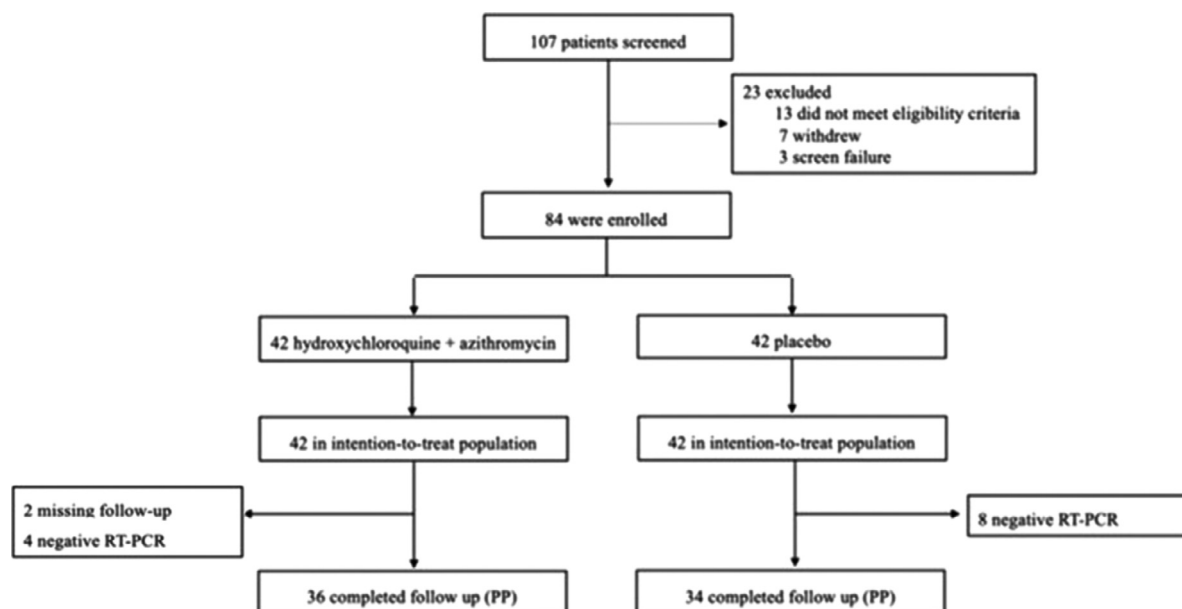 107 patients screened
23 excluded
13 did not meet eligibility criteria
7 withdrew
3 screen failure
84 were enrolled
42 hydroxychloroquine + azithromycin
42 placebo
42 in intention-to-treat population
42 in intention-to-treat population
2 missing follow-up
4 negative RT-PCR
8 negative RT-PCR
36 completed follow up (PP)
34 completed follow up (PP)